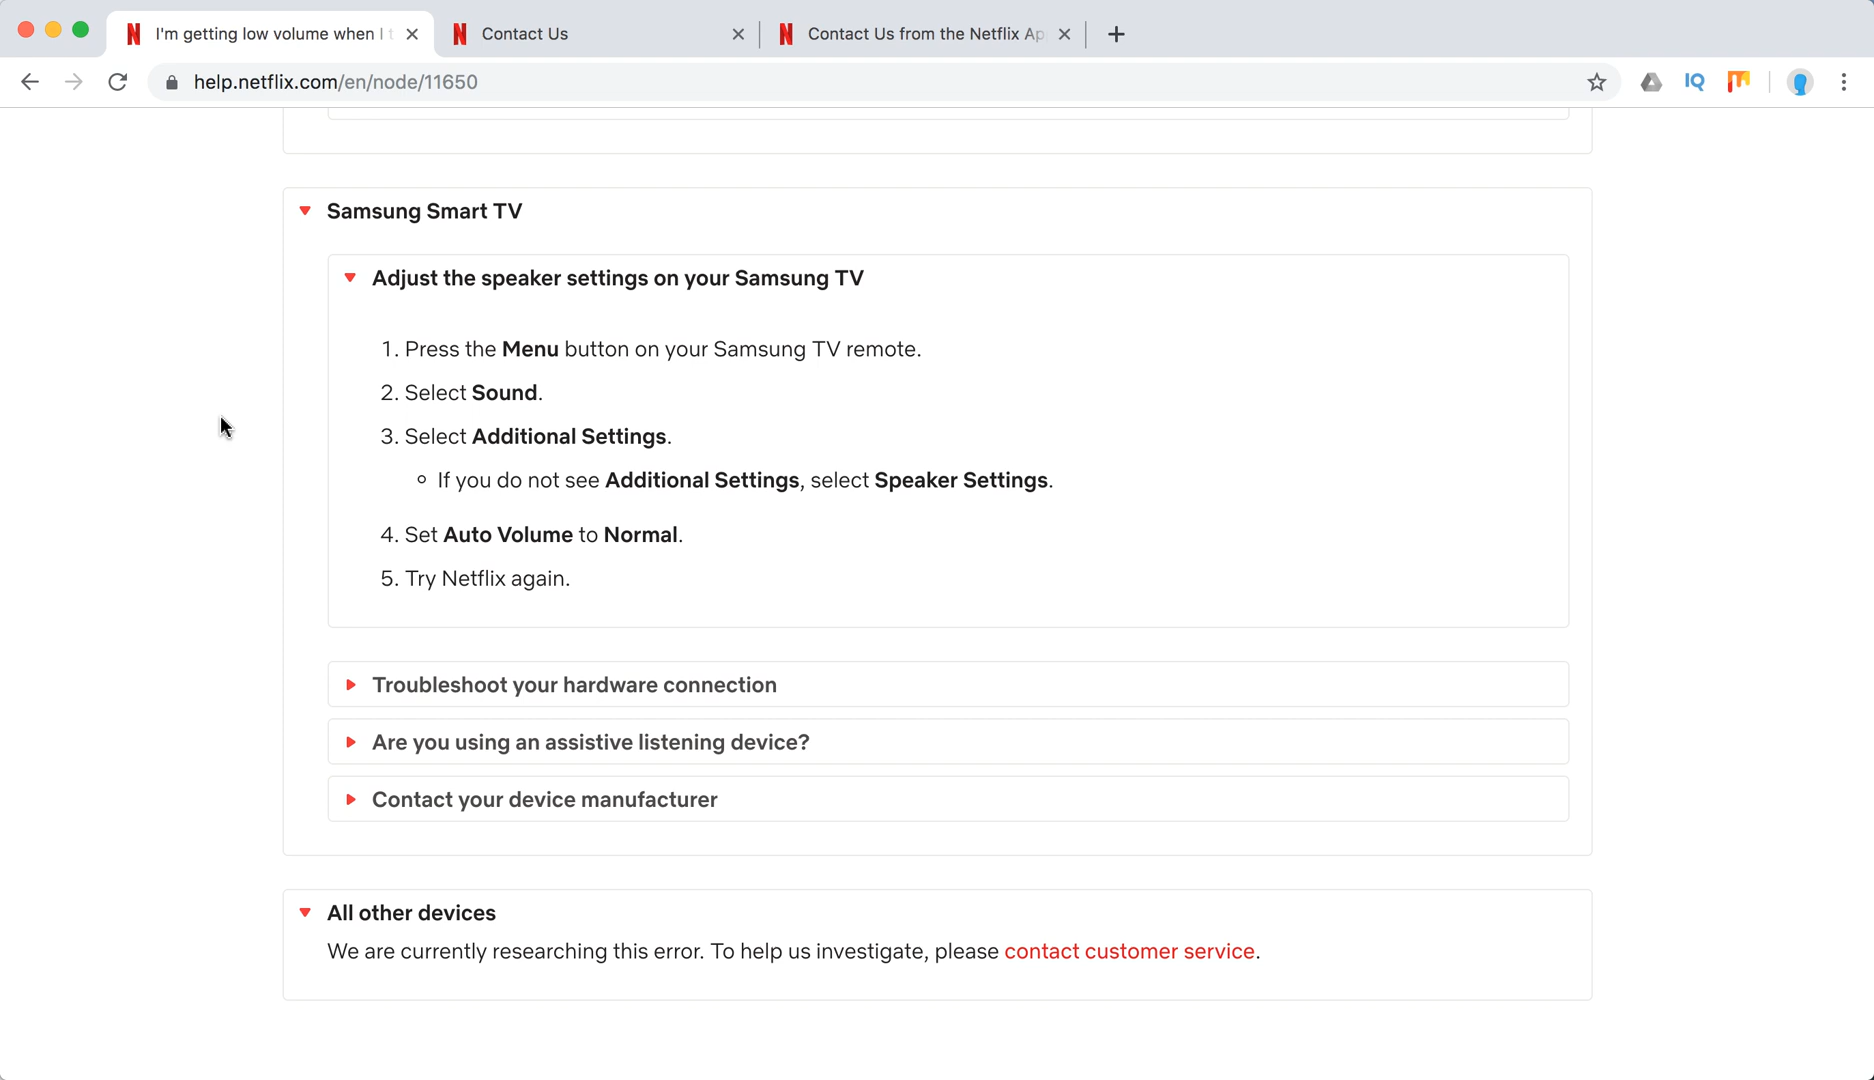 I'm getting low volume when I t
Contact Us
Contact Us from the Netflix Ap
help.netflix.com/en/node/11650
IQ
Samsung Smart TV
Adjust the speaker settings on your Samsung TV
1. Press the Menu button on your Samsung TV remote.
2. Select Sound.
3. Select Additional Settings.
If you do not see Additional Settings, select Speaker Settings.
4. Set Auto Volume to Normal.
5. Try Netflix again.
Troubleshoot your hardware connection
Are you using an assistive listening device?
Contact your device manufacturer
All other devices
We are currently researching this error. To help us investigate, please contact customer service.